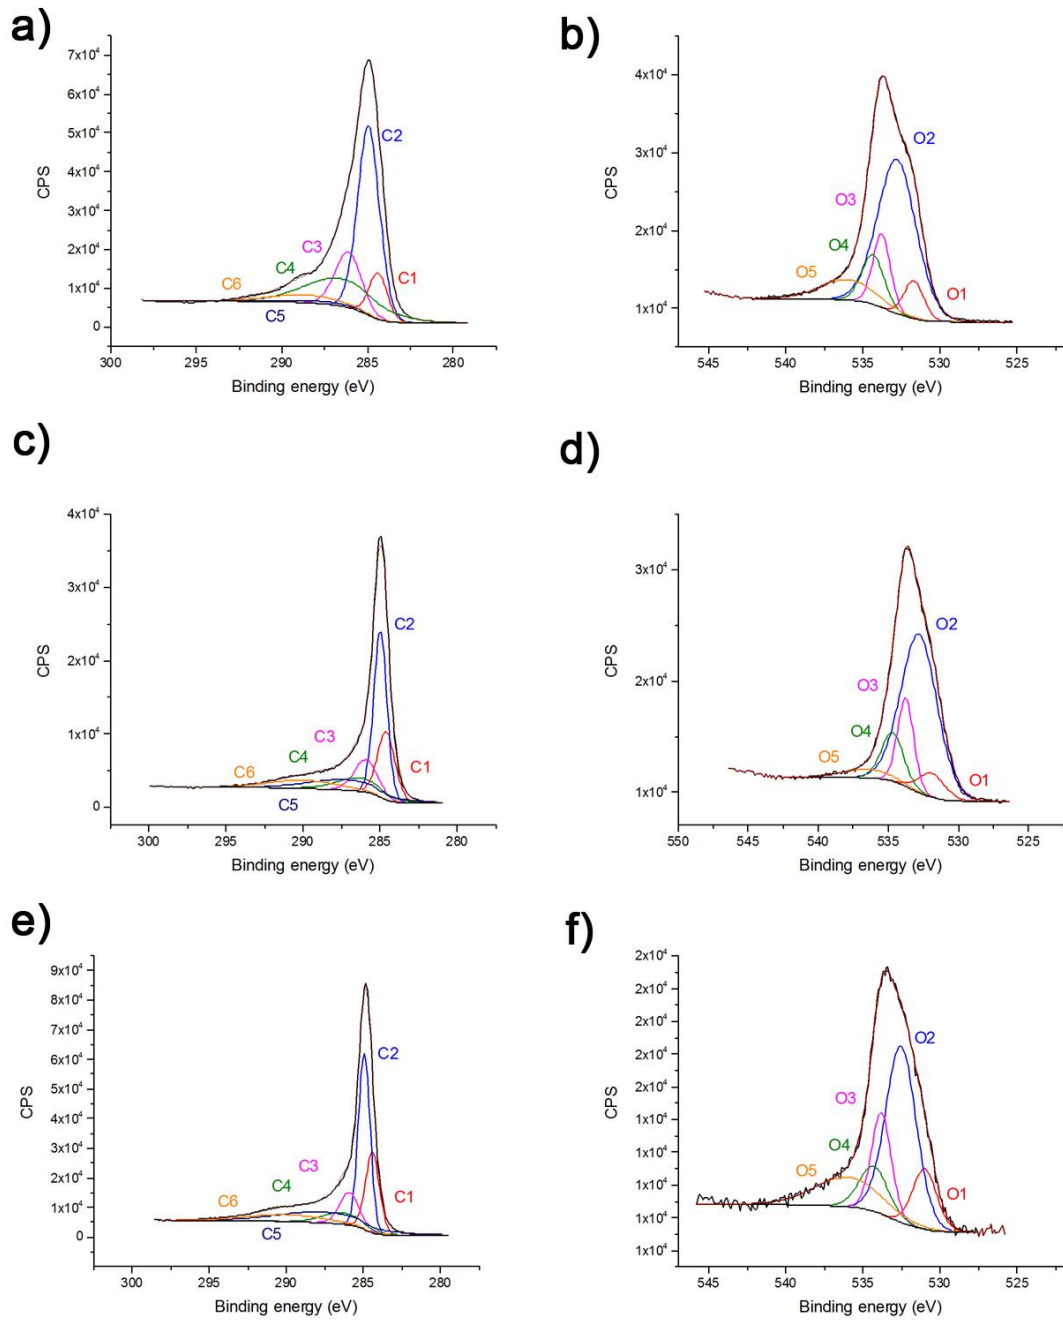 a)
7x10⁴
6x10⁴
5x10⁴
4x10⁴
3x10⁴
2x10⁴
1x10⁴
0
CPS
C2
C3
C4
C6
C1
C5
300 295 290 285 280
Binding energy (eV)
b)
4x10⁴
3x10⁴
2x10⁴
1x10⁴
CPS
O2
O3
O4
O5
O1
545 540 535 530 525
Binding energy (eV)
c)
4x10⁴
3x10⁴
2x10⁴
1x10⁴
0
CPS
C2
C3
C4
C6
C1
C5
300 295 290 285 280
Binding energy (eV)
d)
3x10⁴
2x10⁴
1x10⁴
CPS
O2
O3
O4
O5
O1
550 545 540 535 530 525
Binding energy (eV)
e)
9x10⁴
8x10⁴
7x10⁴
6x10⁴
5x10⁴
4x10⁴
3x10⁴
2x10⁴
1x10⁴
0
CPS
C2
C3
C4
C6
C1
C5
300 295 290 285 280
Binding energy (eV)
f)
2x10⁴
2x10⁴
2x10⁴
2x10⁴
2x10⁴
1x10⁴
1x10⁴
1x10⁴
1x10⁴
1x10⁴
CPS
O2
O3
O4
O5
O1
545 540 535 530 525
Binding energy (eV)